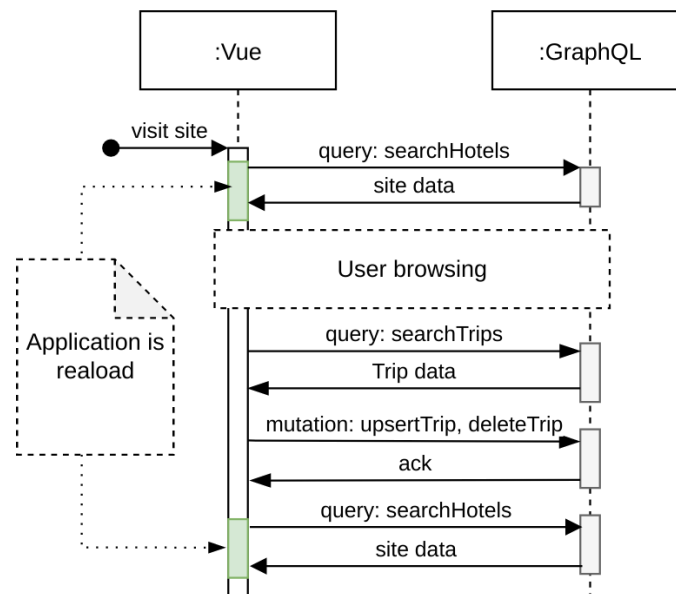 :Vue
:GraphQL
visit site
query: searchHotels
site data
User browsing
Application is
reaload
query: searchTrips
Trip data
mutation: upsertTrip, deleteTrip
ack
query: searchHotels
site data